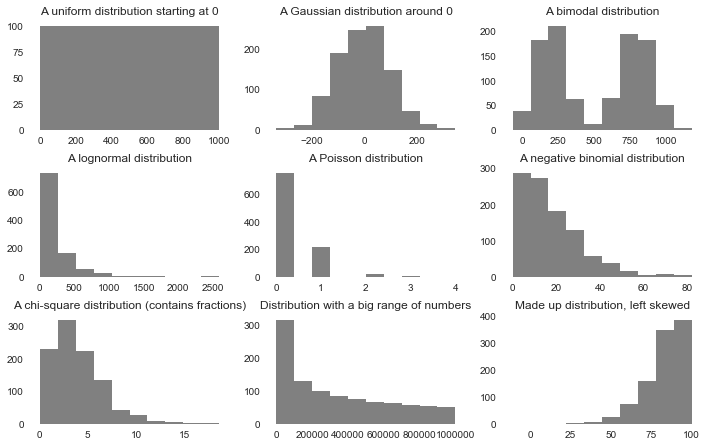 A uniform distribution starting at 0
A Gaussian distribution around 0
A bimodal distribution
100
75
50
25
0
0 200 400 600 800 1000
200
100
0
−200 0 200
200
150
100
50
0
0 250 500 750 1000
A lognormal distribution
A Poisson distribution
A negative binomial distribution
600
400
200
0
0 500 1000 1500 2000 2500
600
400
200
0
0 1 2 3 4
300
200
100
0
0 20 40 60 80
A chi-square distribution (contains fractions)
Distribution with a big range of numbers
Made up distribution, left skewed
300
200
100
0
0 5 10 15
300
200
100
0
0 200000 400000 600000 800000 1000000
400
300
200
100
0
0 25 50 75 100